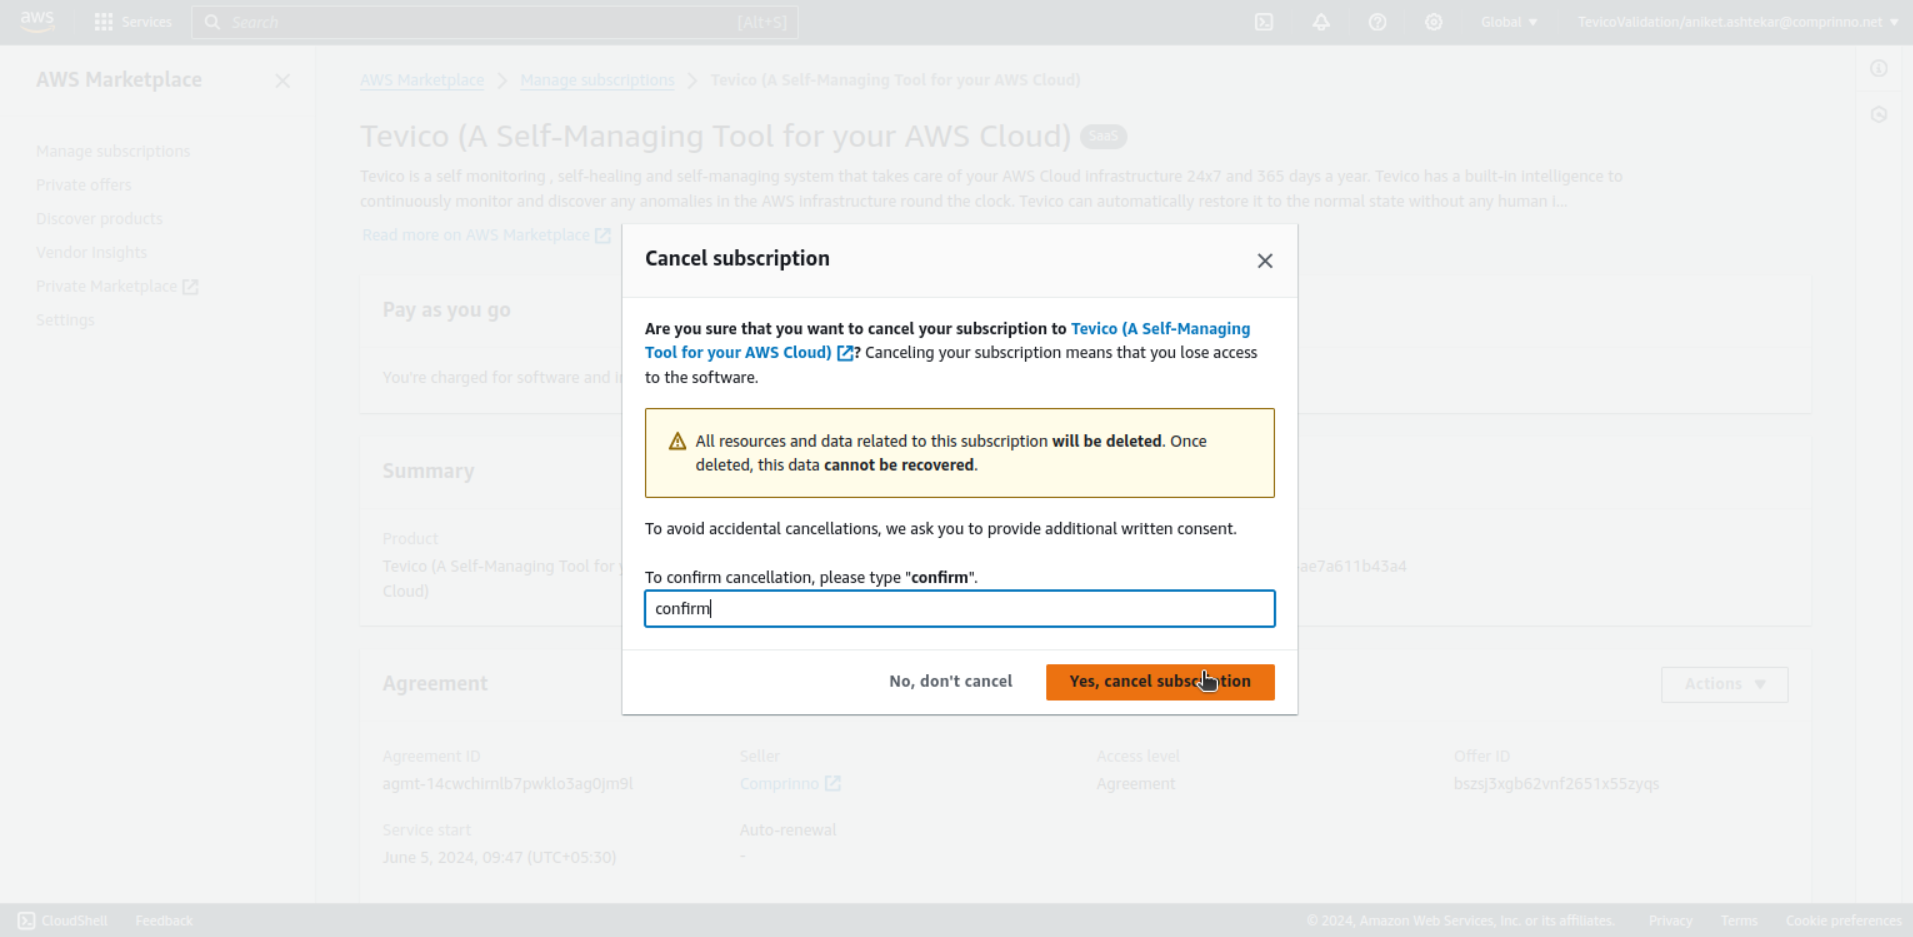 aws
Services
Search
[Alt+S]
Global
TevicoValidation/aniket.ashtekar@comprinno.net
AWS Marketplace
Manage subscriptions
Private offers
Discover products
Vendor Insights
Private Marketplace
Settings
AWS Marketplace
Manage subscriptions
Tevico (A Self-Managing Tool for your AWS Cloud)
Tevico (A Self-Managing Tool for your AWS Cloud)
SaaS
Tevico is a self monitoring , self-healing and self-managing system that takes care of your AWS Cloud infrastructure 24x7 and 365 days a year. Tevico has a built-in intelligence to
continuously monitor and discover any anomalies in the AWS infrastructure round the clock. Tevico can automatically restore it to the normal state without any human i...
Read more on AWS Marketplace
Pay as you go
You're charged for software and
Summary
Product
Tevico (A Self-Managing Tool for
Cloud)
ae7a611b43a4
Cancel subscription
Are you sure that you want to cancel your subscription to Tevico (A Self-Managing
Tool for your AWS Cloud) ? Canceling your subscription means that you lose access
to the software.
All resources and data related to this subscription will be deleted. Once
deleted, this data cannot be recovered.
To avoid accidental cancellations, we ask you to provide additional written consent.
To confirm cancellation, please type "confirm".
confirm
No, don't cancel
Yes, cancel subscription
Agreement
Actions
Agreement ID
agmt-14cwchirnlb7pwklo3ag0jm9l
Seller
Comprinno
Access level
Agreement
Offer ID
bszsj3xgb62vnf2651x55zyqs
Service start
June 5, 2024, 09:47 (UTC+05:30)
Auto-renewal
-
CloudShell
Feedback
© 2024, Amazon Web Services, Inc. or its affiliates.
Privacy
Terms
Cookie preferences